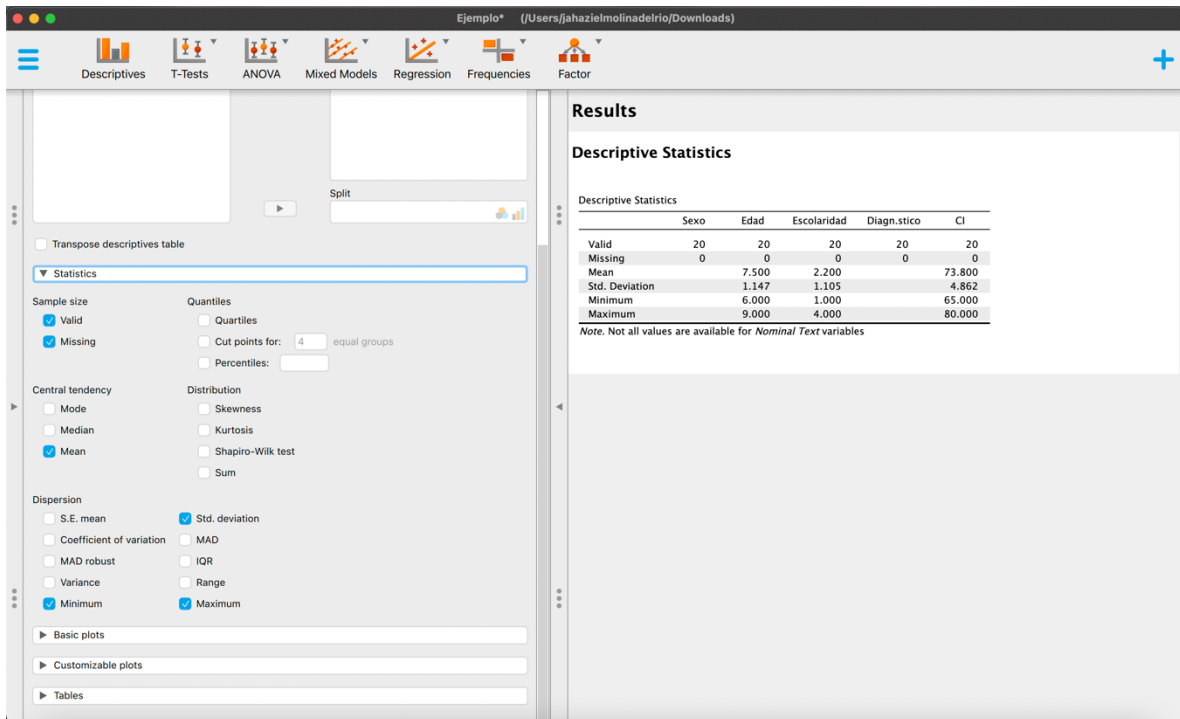 Ejemplo* (/Users/jahazielmolinadelrio/Downloads)
Descriptives T-Tests ANOVA Mixed Models Regression Frequencies Factor
Split
Transpose descriptives table
Statistics
Sample size Quantiles
Valid Quartiles
Missing Cut points for: 4 equal groups
Percentiles:
Central tendency Distribution
Mode Skewness
Median Kurtosis
Mean Shapiro-Wilk test
Sum
Dispersion
S.E. mean Std. deviation
Coefficient of variation MAD
MAD robust IQR
Variance Range
Minimum Maximum
Basic plots
Customizable plots
Tables
Results
Descriptive Statistics
Descriptive Statistics
Sexo Edad Escolaridad Diagn.stico CI
Valid 20 20 20 20 20
Missing 0 0 0 0 0
Mean 7.500 2.200 73.800
Std. Deviation 1.147 1.105 4.862
Minimum 6.000 1.000 65.000
Maximum 9.000 4.000 80.000
Note. Not all values are available for Nominal Text variables